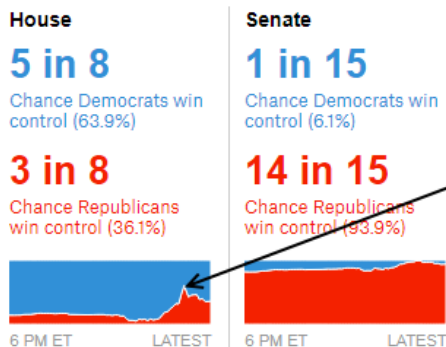 House
5 in 8
Chance Democrats win
control (63.9%)
3 in 8
Chance Republicans
win control (36.1%)
6 PM ET
LATEST
Senate
1 in 15
Chance Democrats win
control (6.1%)
14 in 15
Chance Republicans
win control (93.9%)
6 PM ET
LATEST